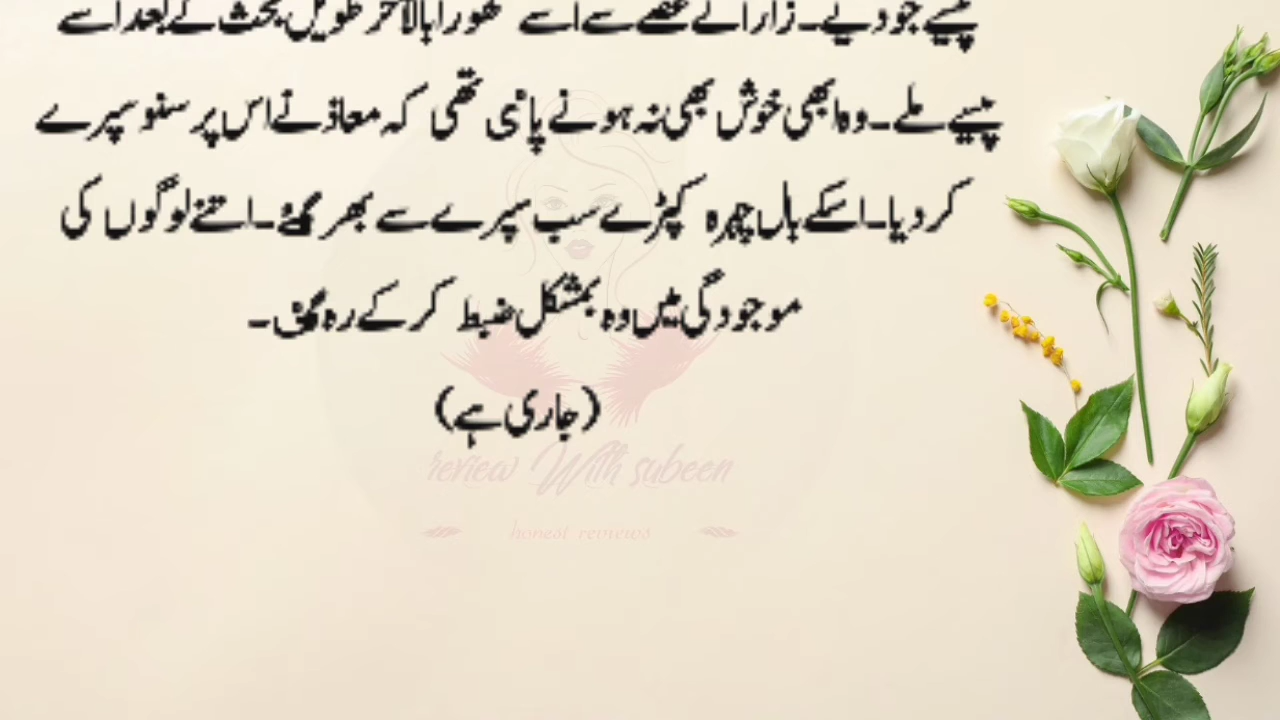 پیسے جو دیے۔ زارا نے غصے سے اسے گھورا بالآخر طویل بحث کے بعد اسے
پیسے ملے۔ وہ ابھی خوش بھی نہ ہونے پائی تھی کہ معاذ نے اس پر سنو سپرے
کر دیا۔ اسکے بال چہرہ کپڑے سب سپرے سے بھر گئے۔ اتنے لوگوں کی
موجودگی میں وہ بمشکل ضبط کر کے رہ گئی۔
(جاری ہے)
review With subeen
honest reviews